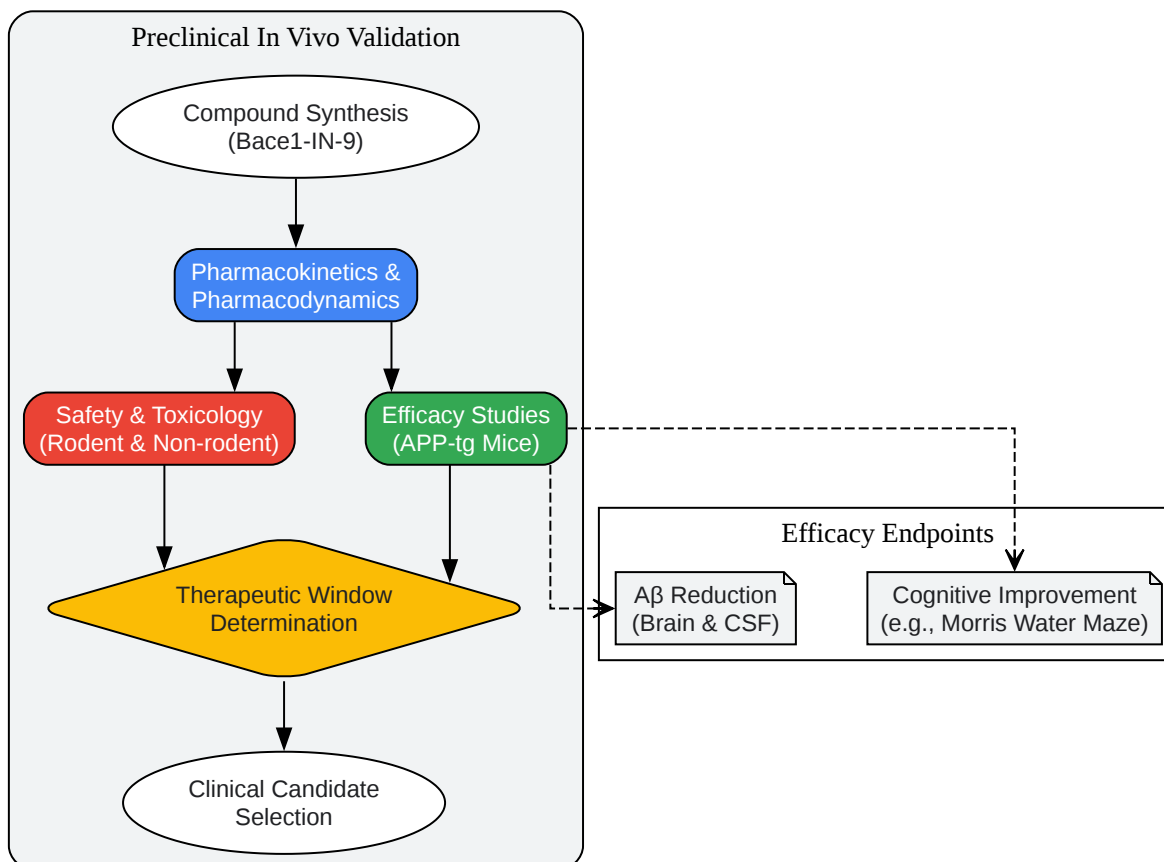 Preclinical In Vivo Validation
Compound Synthesis
(Bace1-IN-9)
Pharmacokinetics &
Pharmacodynamics
Safety & Toxicology
(Rodent & Non-rodent)
Efficacy Studies
(APP-tg Mice)
Therapeutic Window
Determination
Clinical Candidate
Selection
Efficacy Endpoints
Aβ Reduction
(Brain & CSF)
Cognitive Improvement
(e.g., Morris Water Maze)